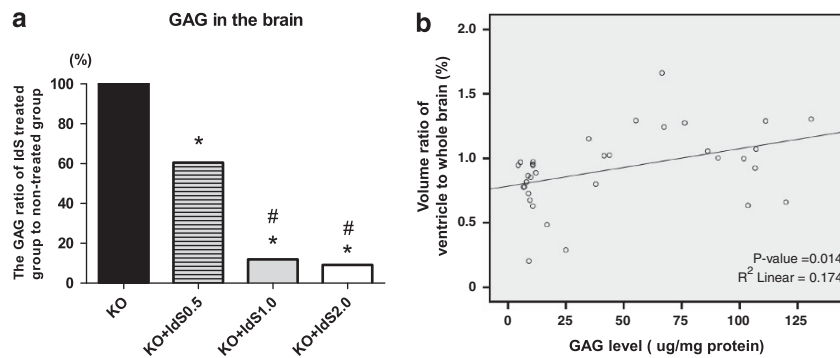 a
GAG in the brain
(%)
The GAG ratio of IdS treated
group to non-treated group
100
80
60
40
20
0
*
#
*
#
*
KO
KO+IdS0.5
KO+IdS1.0
KO+IdS2.0
b
Volume ratio of
ventricle to whole brain (%)
2.0
1.5
1.0
0.5
0
P-value =0.014
R2 Linear = 0.174
0
25
50
75
100
125
GAG level ( ug/mg protein)